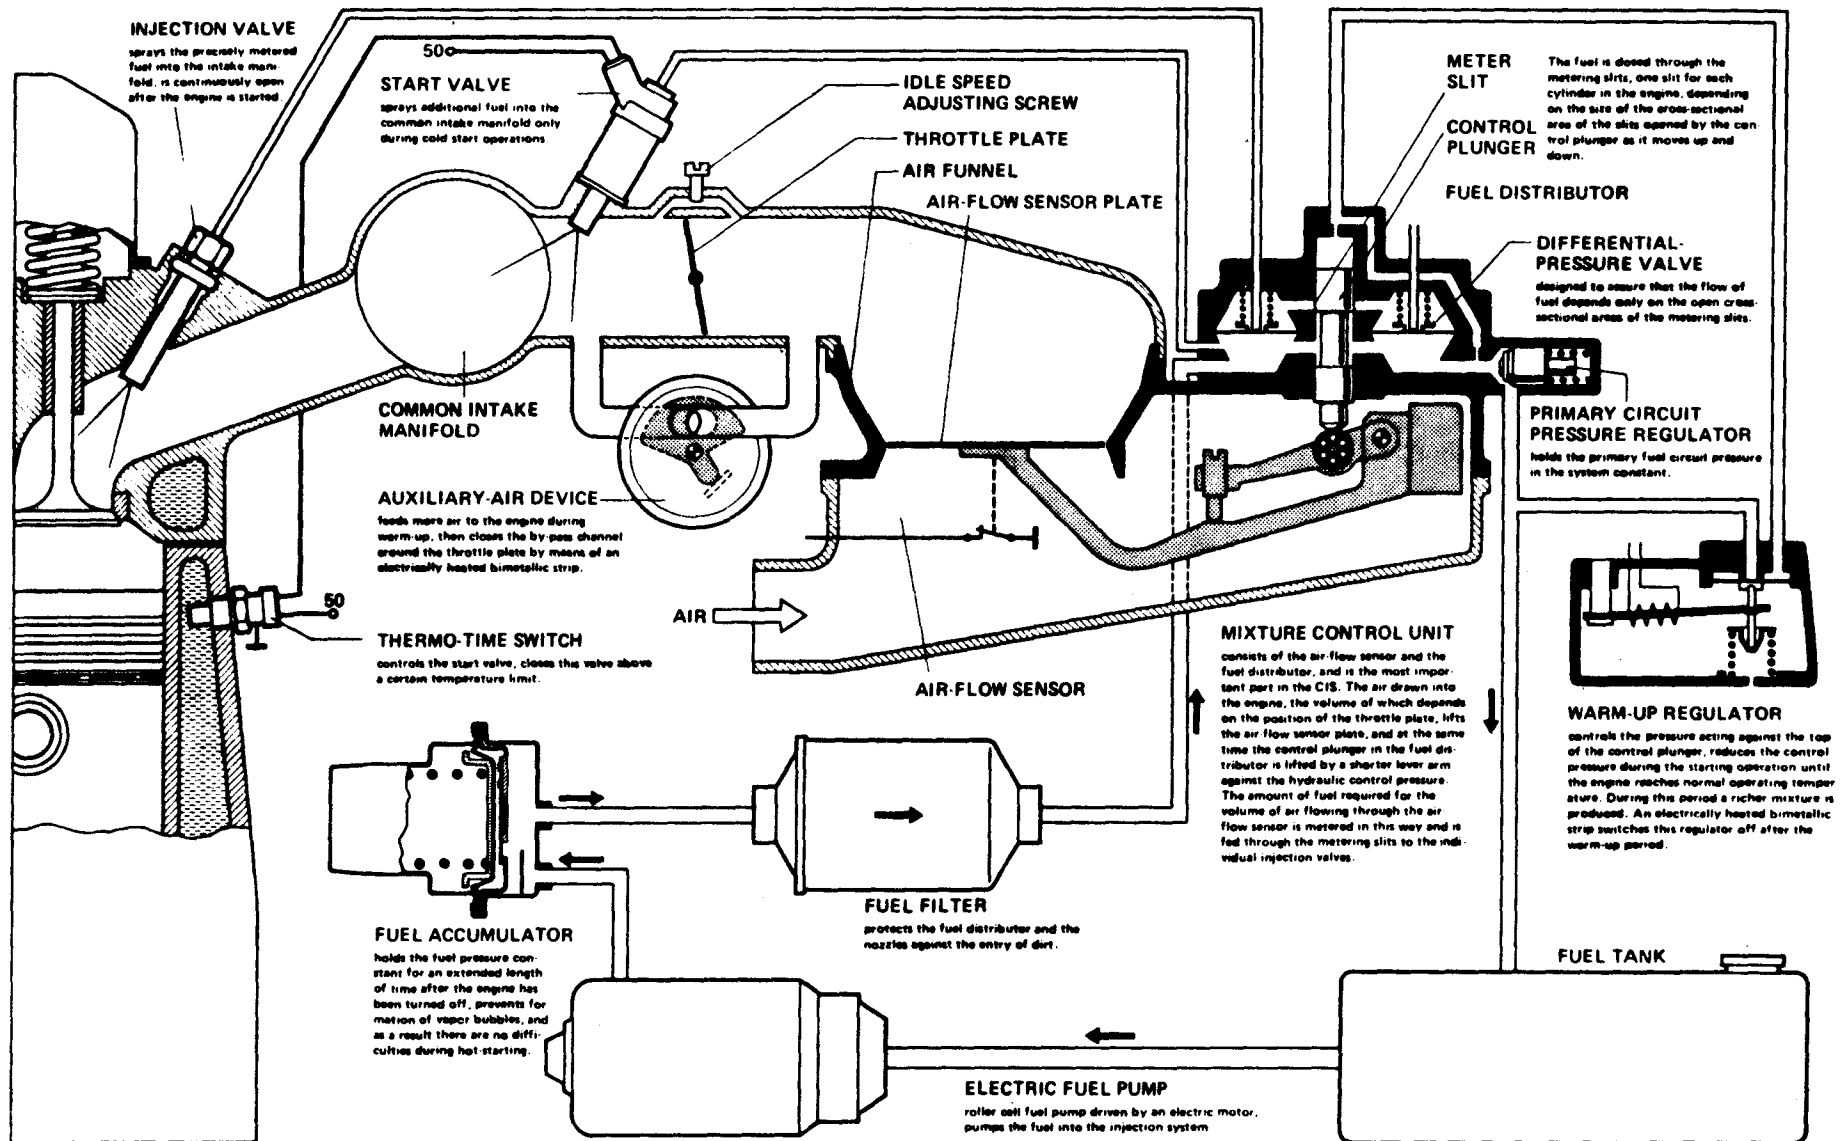 INJECTION VALVE
sprays the precisely metered
fuel into the intake mani-
fold, is continuously open
after the engine is started.
50
START VALVE
sprays additional fuel into the
common intake manifold only
during cold start operations.
IDLE SPEED
ADJUSTING SCREW
THROTTLE PLATE
AIR FUNNEL
AIR-FLOW SENSOR PLATE
METER
SLIT
The fuel is dosed through the
metering slits, one slit for each
cylinder in the engine, depending
on the size of the cross-sectional
area of the slits opened by the con-
trol plunger as it moves up and
down.
CONTROL
PLUNGER
FUEL DISTRIBUTOR
DIFFERENTIAL-
PRESSURE VALVE
designed to assure that the flow of
fuel depends only on the open cross-
sectional areas of the metering slits.
COMMON INTAKE
MANIFOLD
PRIMARY CIRCUIT
PRESSURE REGULATOR
holds the primary fuel circuit pressure
in the system constant.
AUXILIARY-AIR DEVICE
feeds more air to the engine during
warm-up, then closes the by-pass channel
around the throttle plate by means of an
electrically heated bimetallic strip.
50
THERMO-TIME SWITCH
controls the start valve, closes this valve above
a certain temperature limit.
AIR
AIR-FLOW SENSOR
MIXTURE CONTROL UNIT
consists of the air-flow sensor and the
fuel distributor, and is the most impor-
tant part in the CIS. The air drawn into
the engine, the volume of which depends
on the position of the throttle plate, lifts
the air-flow sensor plate, and at the same
time the control plunger in the fuel dis-
tributor is lifted by a shorter lever arm
against the hydraulic control pressure.
The amount of fuel required for the
volume of air flowing through the air
flow sensor is metered in this way and is
fed through the metering slits to the indi-
vidual injection valves.
WARM-UP REGULATOR
controls the pressure acting against the top
of the control plunger, reduces the control
pressure during the starting operation until
the engine reaches normal operating temper
ature. During this period a richer mixture is
produced. An electrically heated bimetallic
strip switches this regulator off after the
warm-up period.
FUEL FILTER
protects the fuel distributor and the
nozzles against the entry of dirt.
FUEL ACCUMULATOR
holds the fuel pressure con-
stant for an extended length
of time after the engine has
been turned off, prevents for
mation of vapor bubbles, and
as a result there are no diffi-
culties during hot-starting.
FUEL TANK
ELECTRIC FUEL PUMP
roller cell fuel pump driven by an electric motor,
pumps the fuel into the injection system